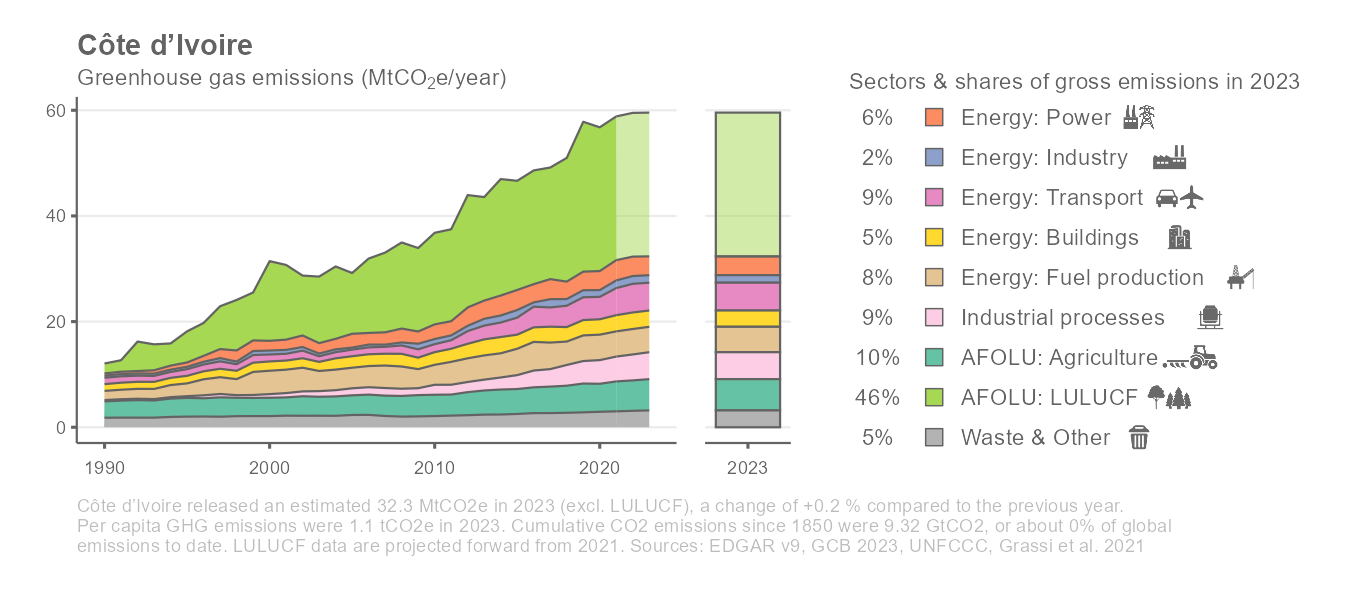 Côte d’Ivoire
Greenhouse gas emissions (MtCO₂e/year)
60
40
20
0
1990
2000
2010
2020
2023
Sectors & shares of gross emissions in 2023
6% Energy: Power
2% Energy: Industry
9% Energy: Transport
5% Energy: Buildings
8% Energy: Fuel production
9% Industrial processes
10% AFOLU: Agriculture
46% AFOLU: LULUCF
5% Waste & Other
Côte d’Ivoire released an estimated 32.3 MtCO2e in 2023 (excl. LULUCF), a change of +0.2 % compared to the previous year.
Per capita GHG emissions were 1.1 tCO2e in 2023. Cumulative CO2 emissions since 1850 were 9.32 GtCO2, or about 0% of global
emissions to date. LULUCF data are projected forward from 2021. Sources: EDGAR v9, GCB 2023, UNFCCC, Grassi et al. 2021